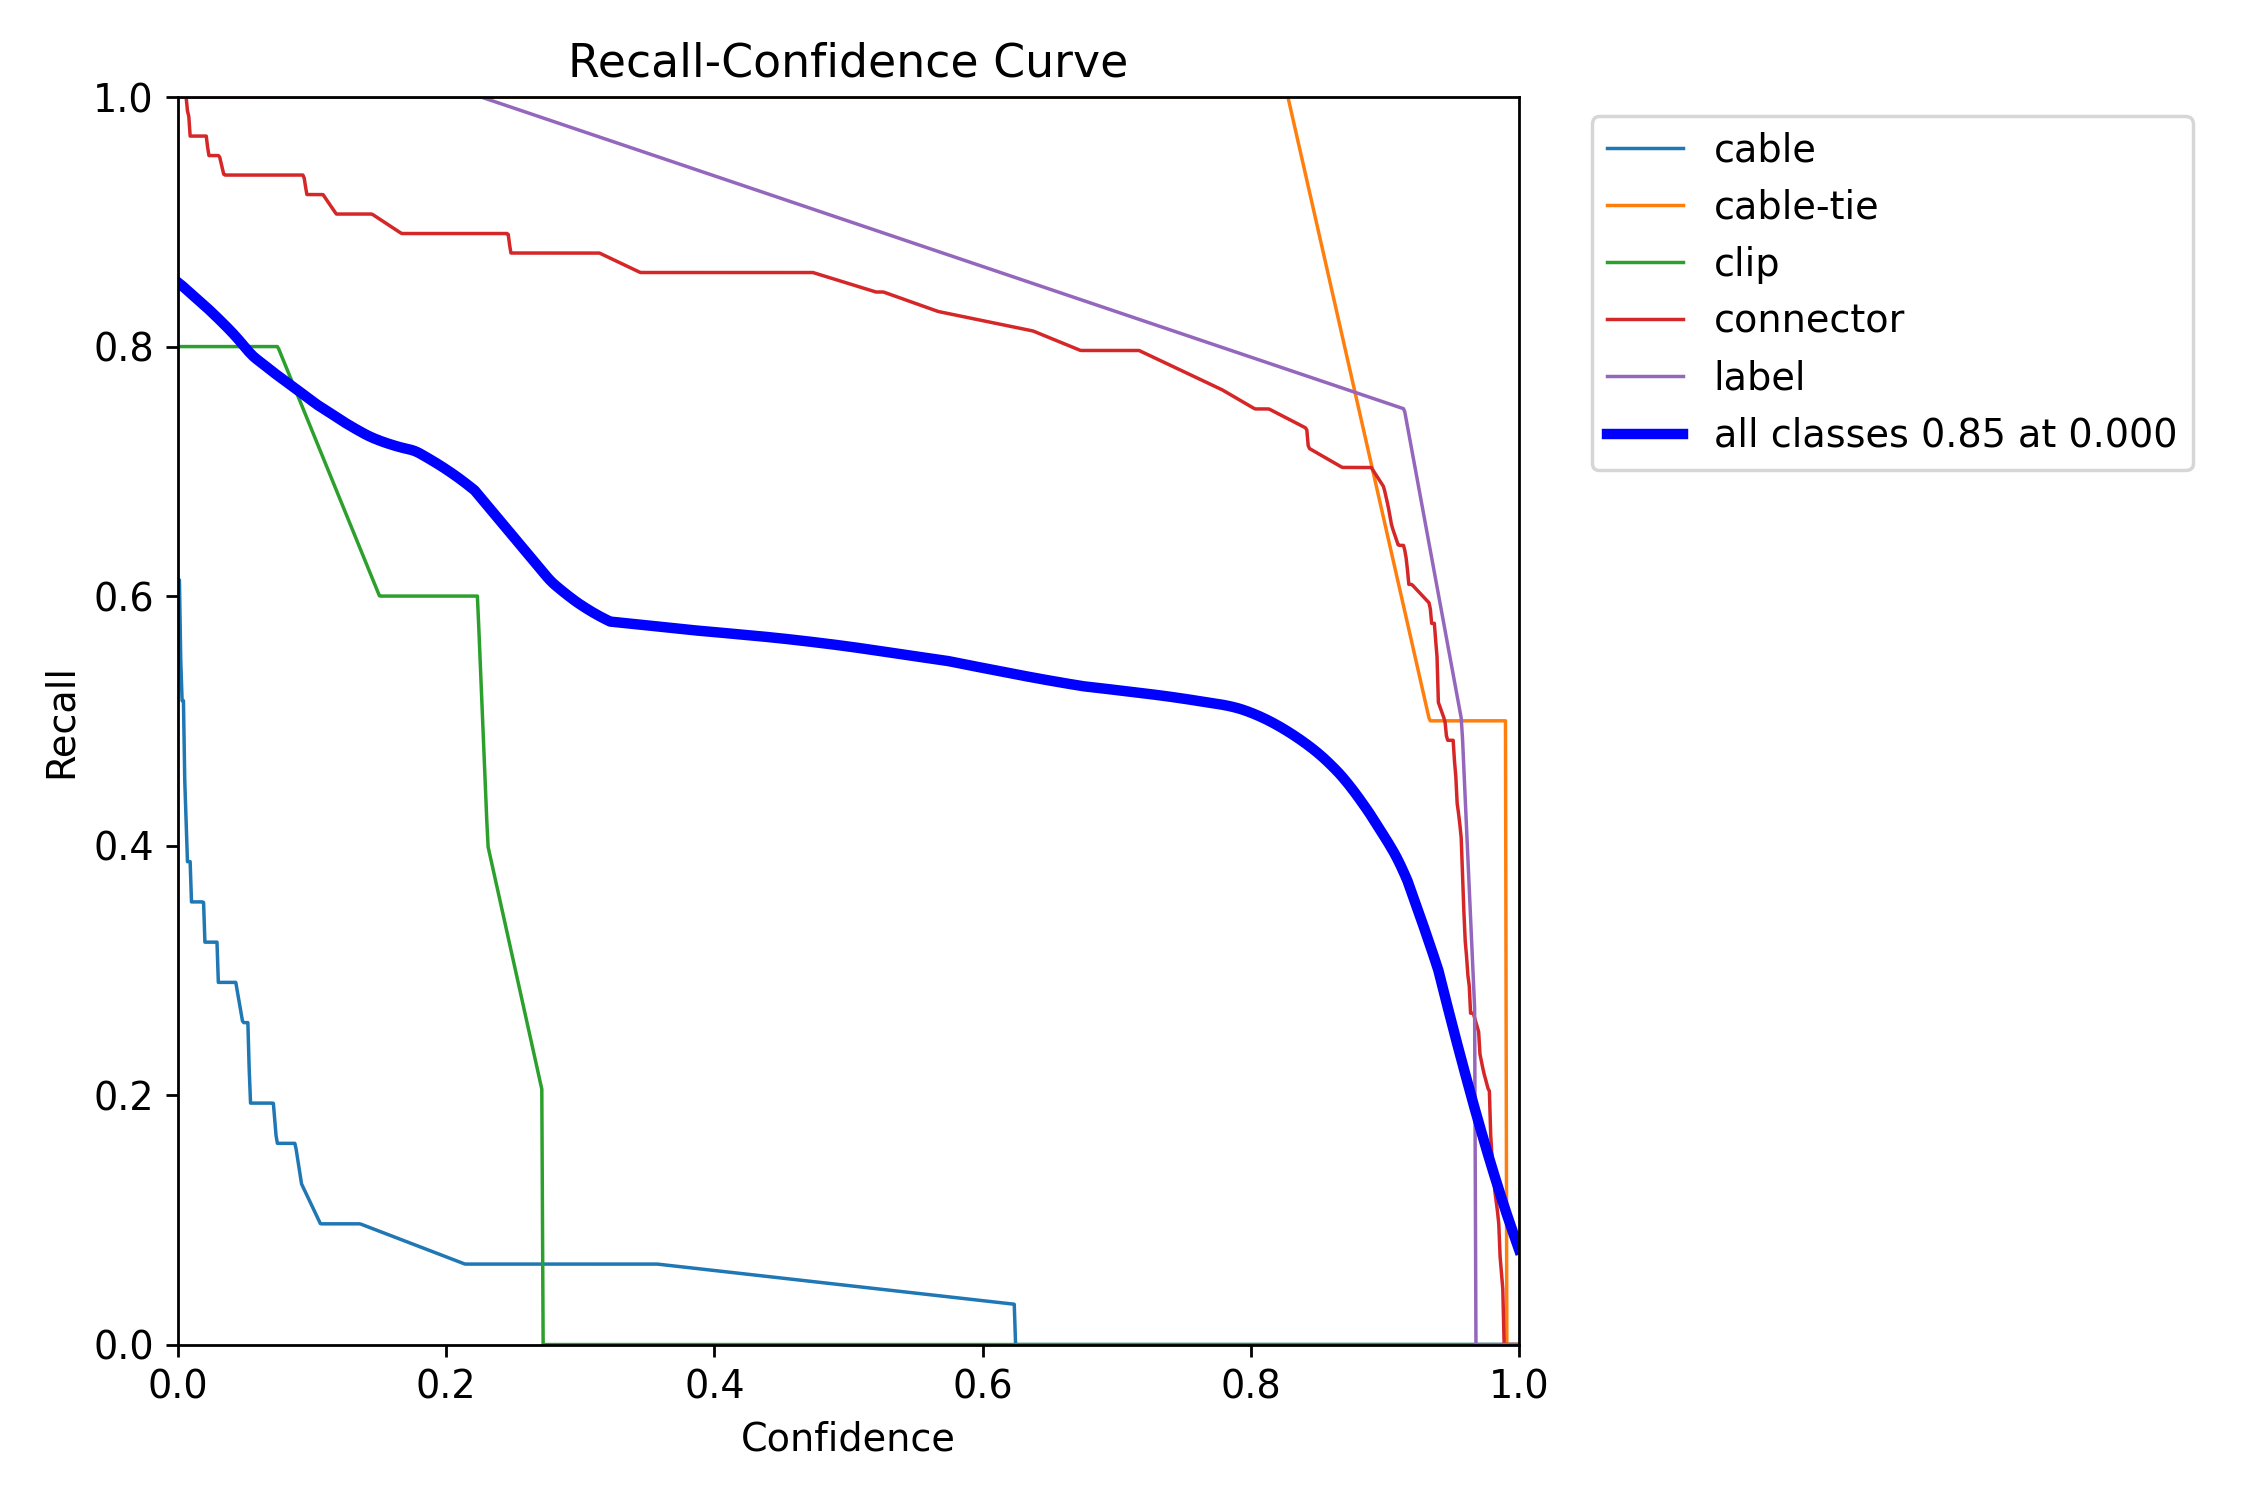 Recall-Confidence Curve
1.0
0.8
0.6
0.4
0.2
0.0
Recall
0.0 0.2 0.4 0.6 0.8 1.0
Confidence
cable
cable-tie
clip
connector
label
all classes 0.85 at 0.000